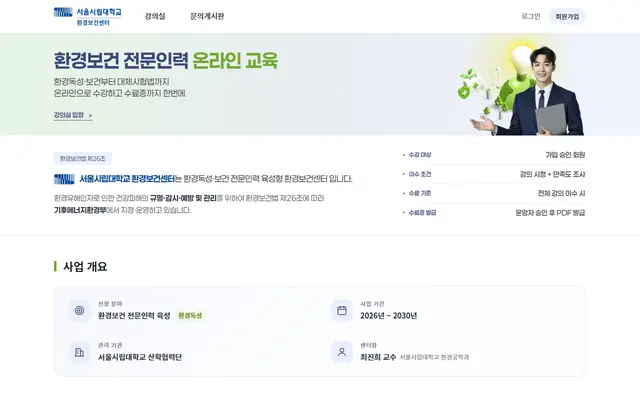 서울시립대학교
환경보건센터
강의실
문의게시판
로그인
회원가입
환경보건 전문인력 온라인 교육
환경독성·보건부터 대체시험법까지
온라인으로 수강하고 수료증까지 한번에
강의실 입장 >
환경보건법 제26조
서울시립대학교 환경보건센터는 환경독성·보건 전문인력 육성형 환경보건센터 입니다.
환경유해인자로 인한 건강피해의 규명·감시·예방 및 관리를 위하여 환경보건법 제26조에 따라
기후에너지환경부에서 지정·운영하고 있습니다.
수강 대상 가입 승인 회원
이수 조건 강의 시청 + 만족도 조사
수료 기준 전체 강의 이수 시
수료증 발급 운영자 승인 후 PDF 발급
사업 개요
선정 분야
환경보건 전문인력 육성 환경독성
사업 기간
2026년 ~ 2030년
관리 기관
서울시립대학교 산학협력단
센터장
최진희 교수 서울시립대학교 환경공학과